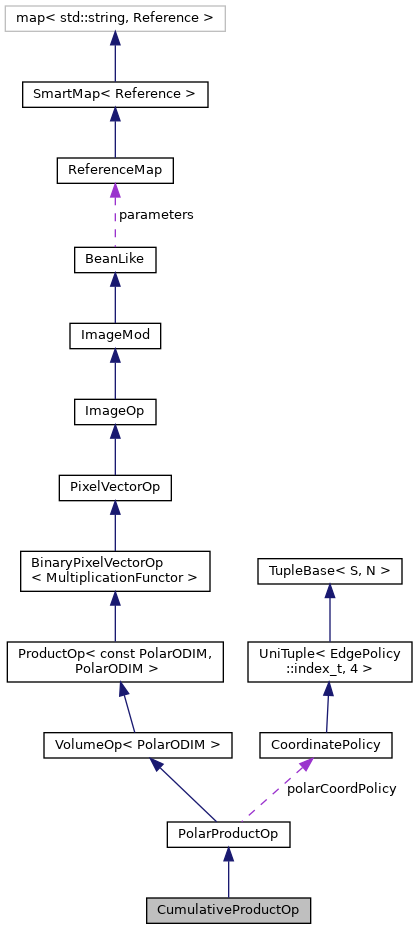 map< std::string, Reference >
SmartMap< Reference >
ReferenceMap
parameters
BeanLike
ImageMod
ImageOp
PixelVectorOp
BinaryPixelVectorOp
< MultiplicationFunctor >
TupleBase< S, N >
ProductOp< const PolarODIM,
PolarODIM >
UniTuple< EdgePolicy
::index_t, 4 >
VolumeOp< PolarODIM >
CoordinatePolicy
polarCoordPolicy
PolarProductOp
CumulativeProductOp